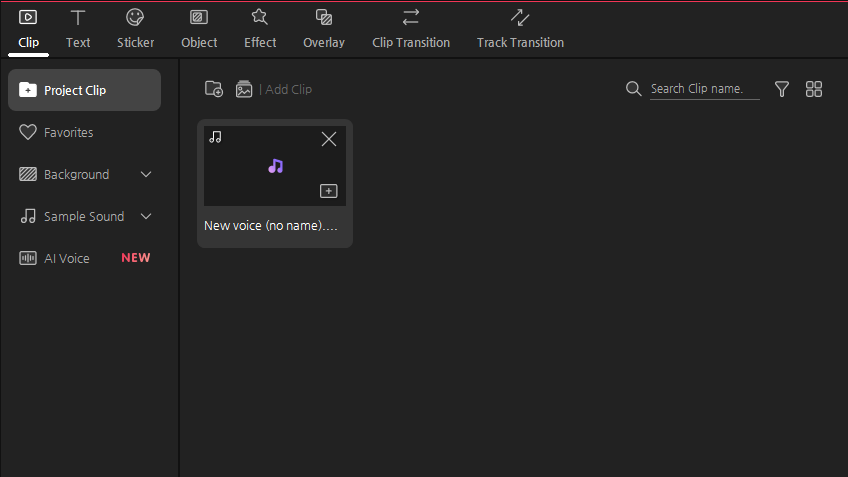 Clip Text Sticker Object Effect Overlay Clip Transition Track Transition
Project Clip
Favorites
Background
Sample Sound
AI Voice NEW
| Add Clip
Search Clip name.
New voice (no name)....